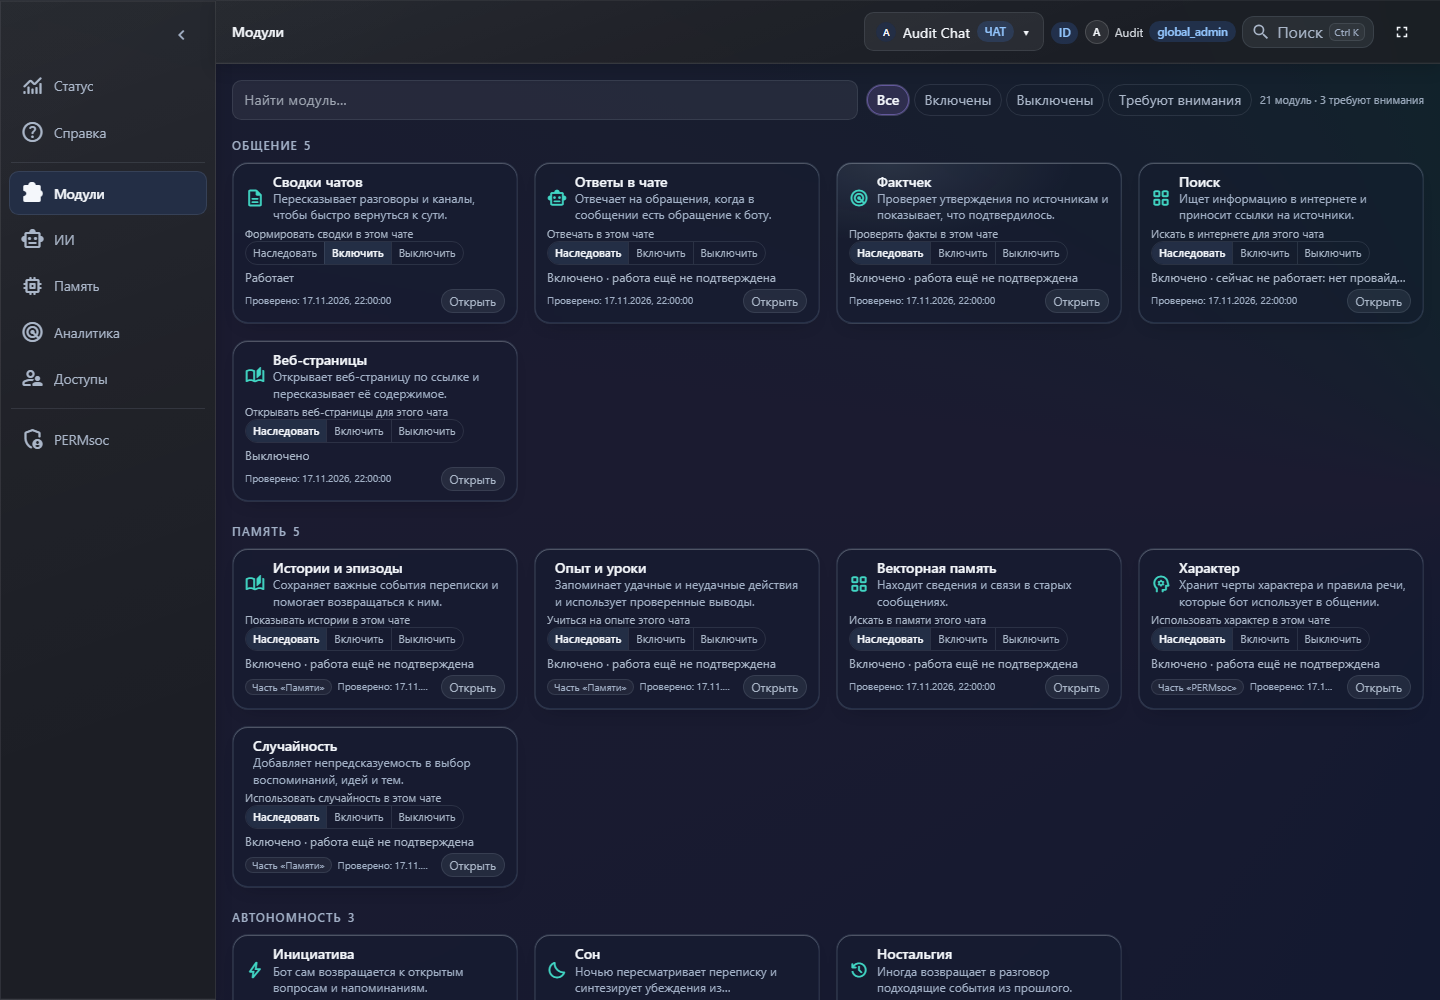 Модули
A Audit Chat ЧАТ ▾ ID A Audit global_admin Поиск Ctrl K
Статус
Справка
Модули
ИИ
Память
Аналитика
Доступы
PERMsoc
Найти модуль...
Все Включены Выключены Требуют внимания 21 модуль · 3 требуют внимания
ОБЩЕНИЕ 5
Сводки чатов
Пересказывает разговоры и каналы,
чтобы быстро вернуться к сути.
Формировать сводки в этом чате
Наследовать Включить Выключить
Работает
Проверено: 17.11.2026, 22:00:00 Открыть
Ответы в чате
Отвечает на обращения, когда в
сообщении есть обращение к боту.
Отвечать в этом чате
Наследовать Включить Выключить
Включено · работа ещё не подтверждена
Проверено: 17.11.2026, 22:00:00 Открыть
Фактчек
Проверяет утверждения по источникам и
показывает, что подтвердилось.
Проверять факты в этом чате
Наследовать Включить Выключить
Включено · работа ещё не подтверждена
Проверено: 17.11.2026, 22:00:00 Открыть
Поиск
Ищет информацию в интернете и
приносит ссылки на источники.
Искать в интернете для этого чата
Наследовать Включить Выключить
Включено · сейчас не работает: нет провайд...
Проверено: 17.11.2026, 22:00:00 Открыть
Веб-страницы
Открывает веб-страницу по ссылке и
пересказывает её содержимое.
Открывать веб-страницы для этого чата
Наследовать Включить Выключить
Выключено
Проверено: 17.11.2026, 22:00:00 Открыть
ПАМЯТЬ 5
Истории и эпизоды
Сохраняет важные события переписки и
помогает возвращаться к ним.
Показывать истории в этом чате
Наследовать Включить Выключить
Включено · работа ещё не подтверждена
Часть «Памяти» Проверено: 17.11.... Открыть
Опыт и уроки
Запоминает удачные и неудачные действия
и использует проверенные выводы.
Учиться на опыте этого чата
Наследовать Включить Выключить
Включено · работа ещё не подтверждена
Часть «Памяти» Проверено: 17.11.... Открыть
Векторная память
Находит сведения и связи в старых
сообщениях.
Искать в памяти этого чата
Наследовать Включить Выключить
Включено · работа ещё не подтверждена
Проверено: 17.11.2026, 22:00:00 Открыть
Характер
Хранит черты характера и правила речи,
которые бот использует в общении.
Использовать характер в этом чате
Наследовать Включить Выключить
Включено · работа ещё не подтверждена
Часть «PERMsoc» Проверено: 17.1... Открыть
Случайность
Добавляет непредсказуемость в выбор
воспоминаний, идей и тем.
Использовать случайность в этом чате
Наследовать Включить Выключить
Включено · работа ещё не подтверждена
Часть «Памяти» Проверено: 17.11.... Открыть
АВТОНОМНОСТЬ 3
Инициатива
Бот сам возвращается к открытым
вопросам и напоминаниям.
Сон
Ночью пересматривает переписку и
синтезирует убеждения из...
Ностальгия
Иногда возвращает в разговор
подходящие события из прошлого.